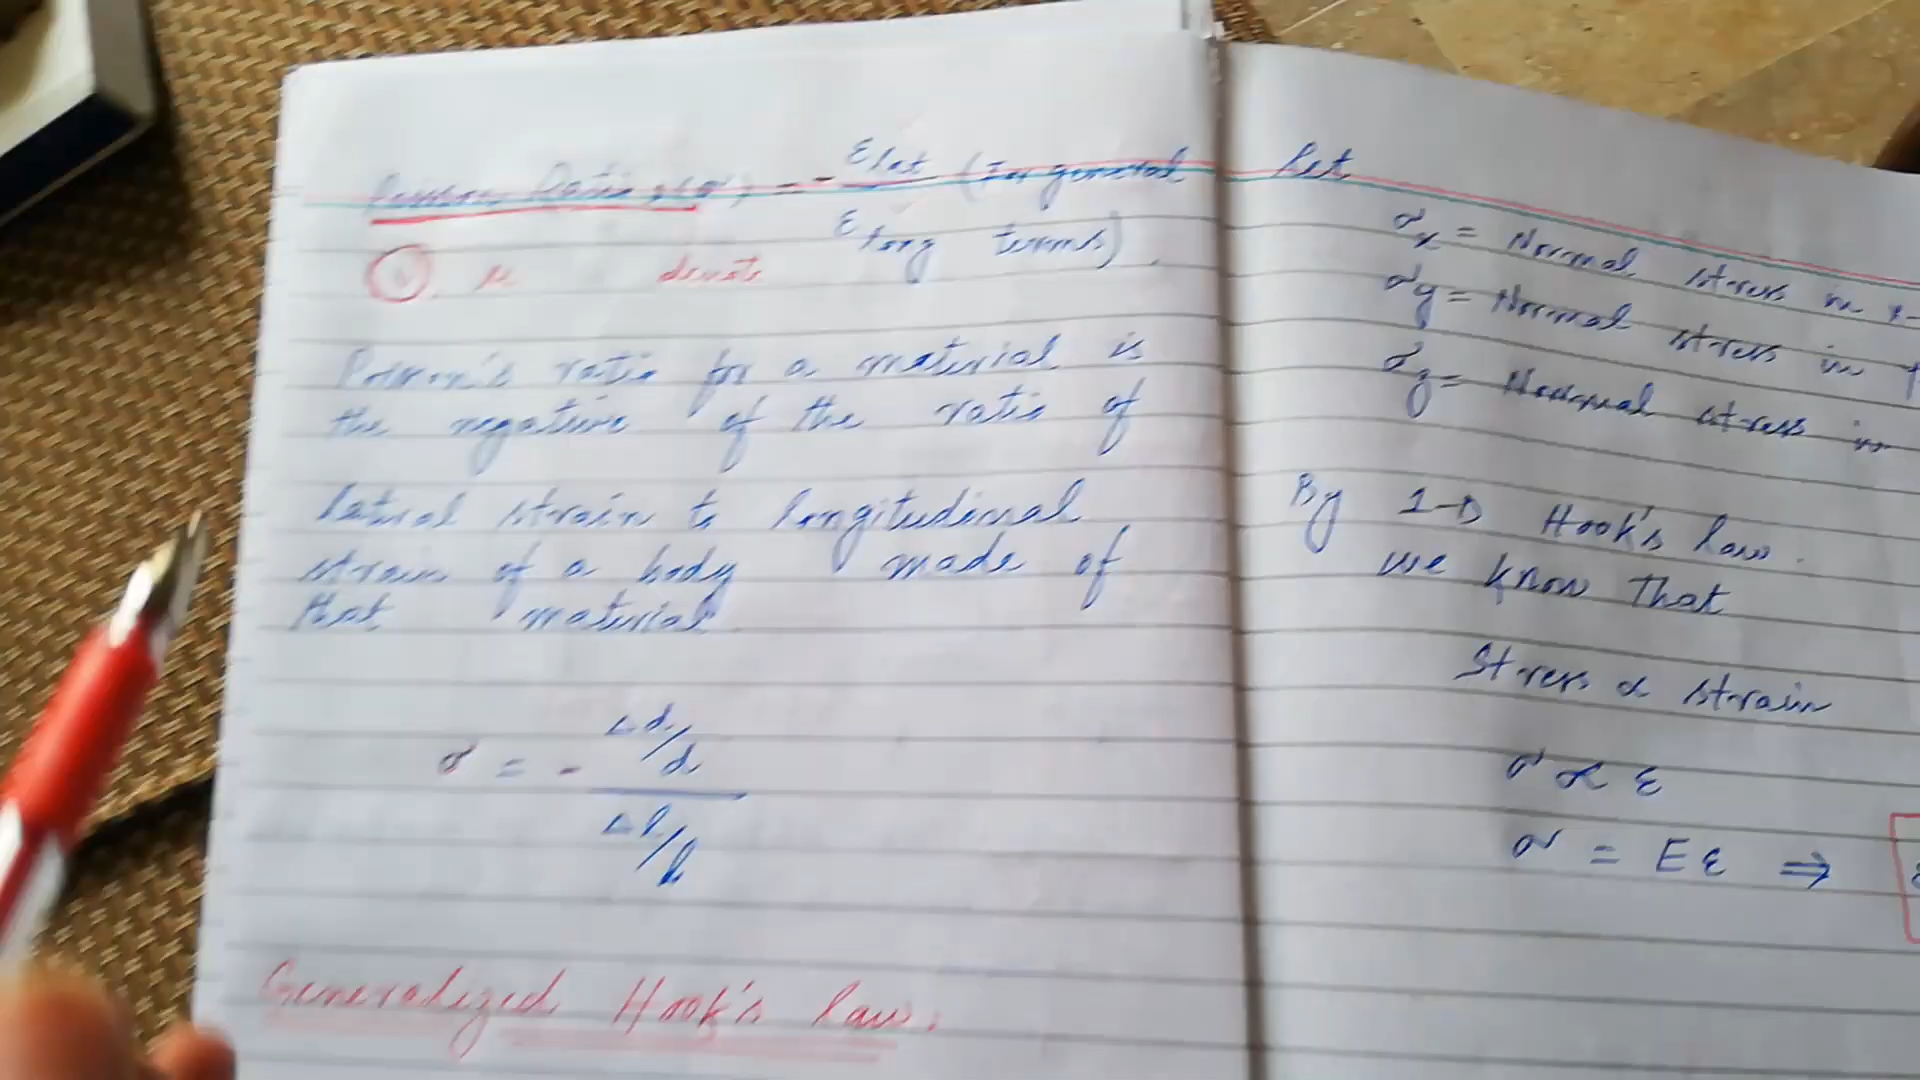 Poisson Ratio, (σ) = - εlat (In general
εlong terms).
ν μ denote
Poisson's ratio for a material is
the negative of the ratio of
lateral strain to longitudinal
strain of a body made of
that material
σ = - Δd/d
Δl/l
Generalized Hook's law.
Let
σx = Normal stress in x-
σy = Normal stress in
σz = Normal stress in
By 1-D Hook's law.
we know That
Stress α strain
σ α ε
σ = Eε ⇒